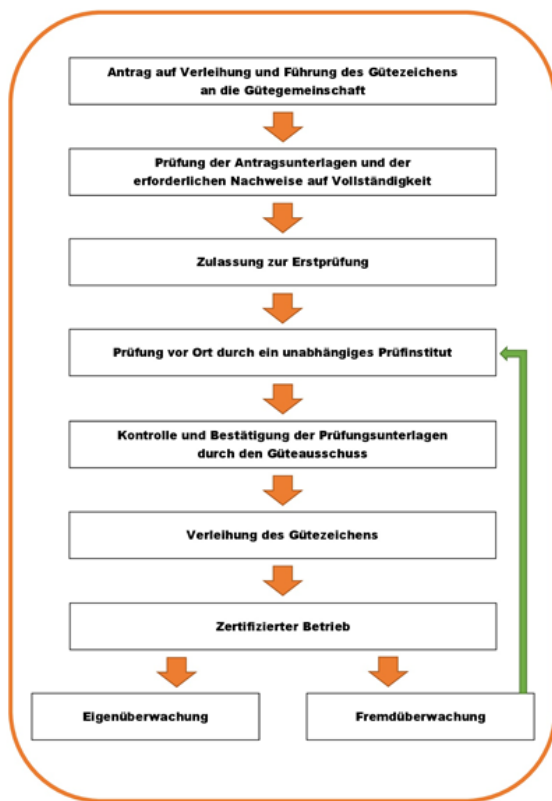 Antrag auf Verleihung und Führung des Gütezeichens
an die Gütegemeinschaft
Prüfung der Antragsunterlagen und der
erforderlichen Nachweise auf Vollständigkeit
Zulassung zur Erstprüfung
Prüfung vor Ort durch ein unabhängiges Prüfinstitut
Kontrolle und Bestätigung der Prüfungsunterlagen
durch den Güteausschuss
Verleihung des Gütezeichens
Zertifizierter Betrieb
Eigenüberwachung
Fremdüberwachung